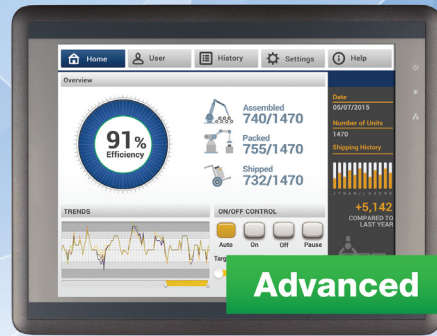 Home
User
History
Settings
Help
Overview
91%
Efficiency
Assembled
740/1470
Packed
755/1470
Shipped
732/1470
Date
05/07/2015
Number of Units
1470
Shipping History
J F M A M J J A S O N D
+5,142
COMPARED TO
LAST YEAR
TRENDS
ON/OFF CONTROL
Auto
On
Off
Pause
Advanced